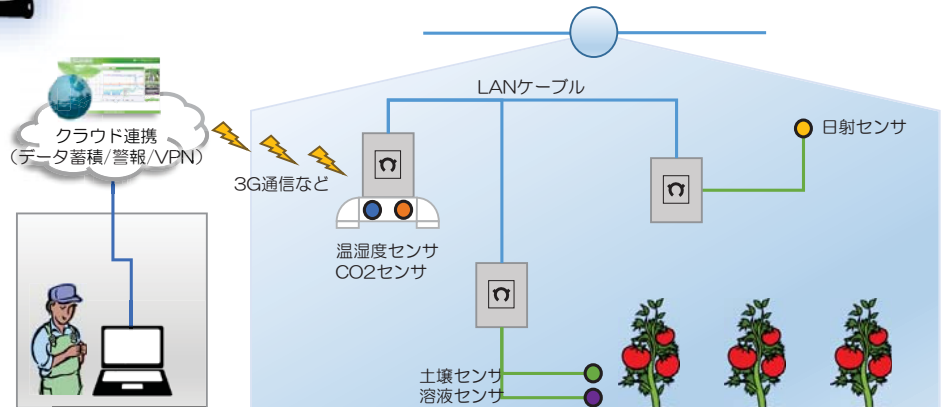 LANケーブル
クラウド連携
(データ蓄積/警報/VPN)
3G通信など
日射センサ
温湿度センサ
CO2センサ
土壌センサ
溶液センサ